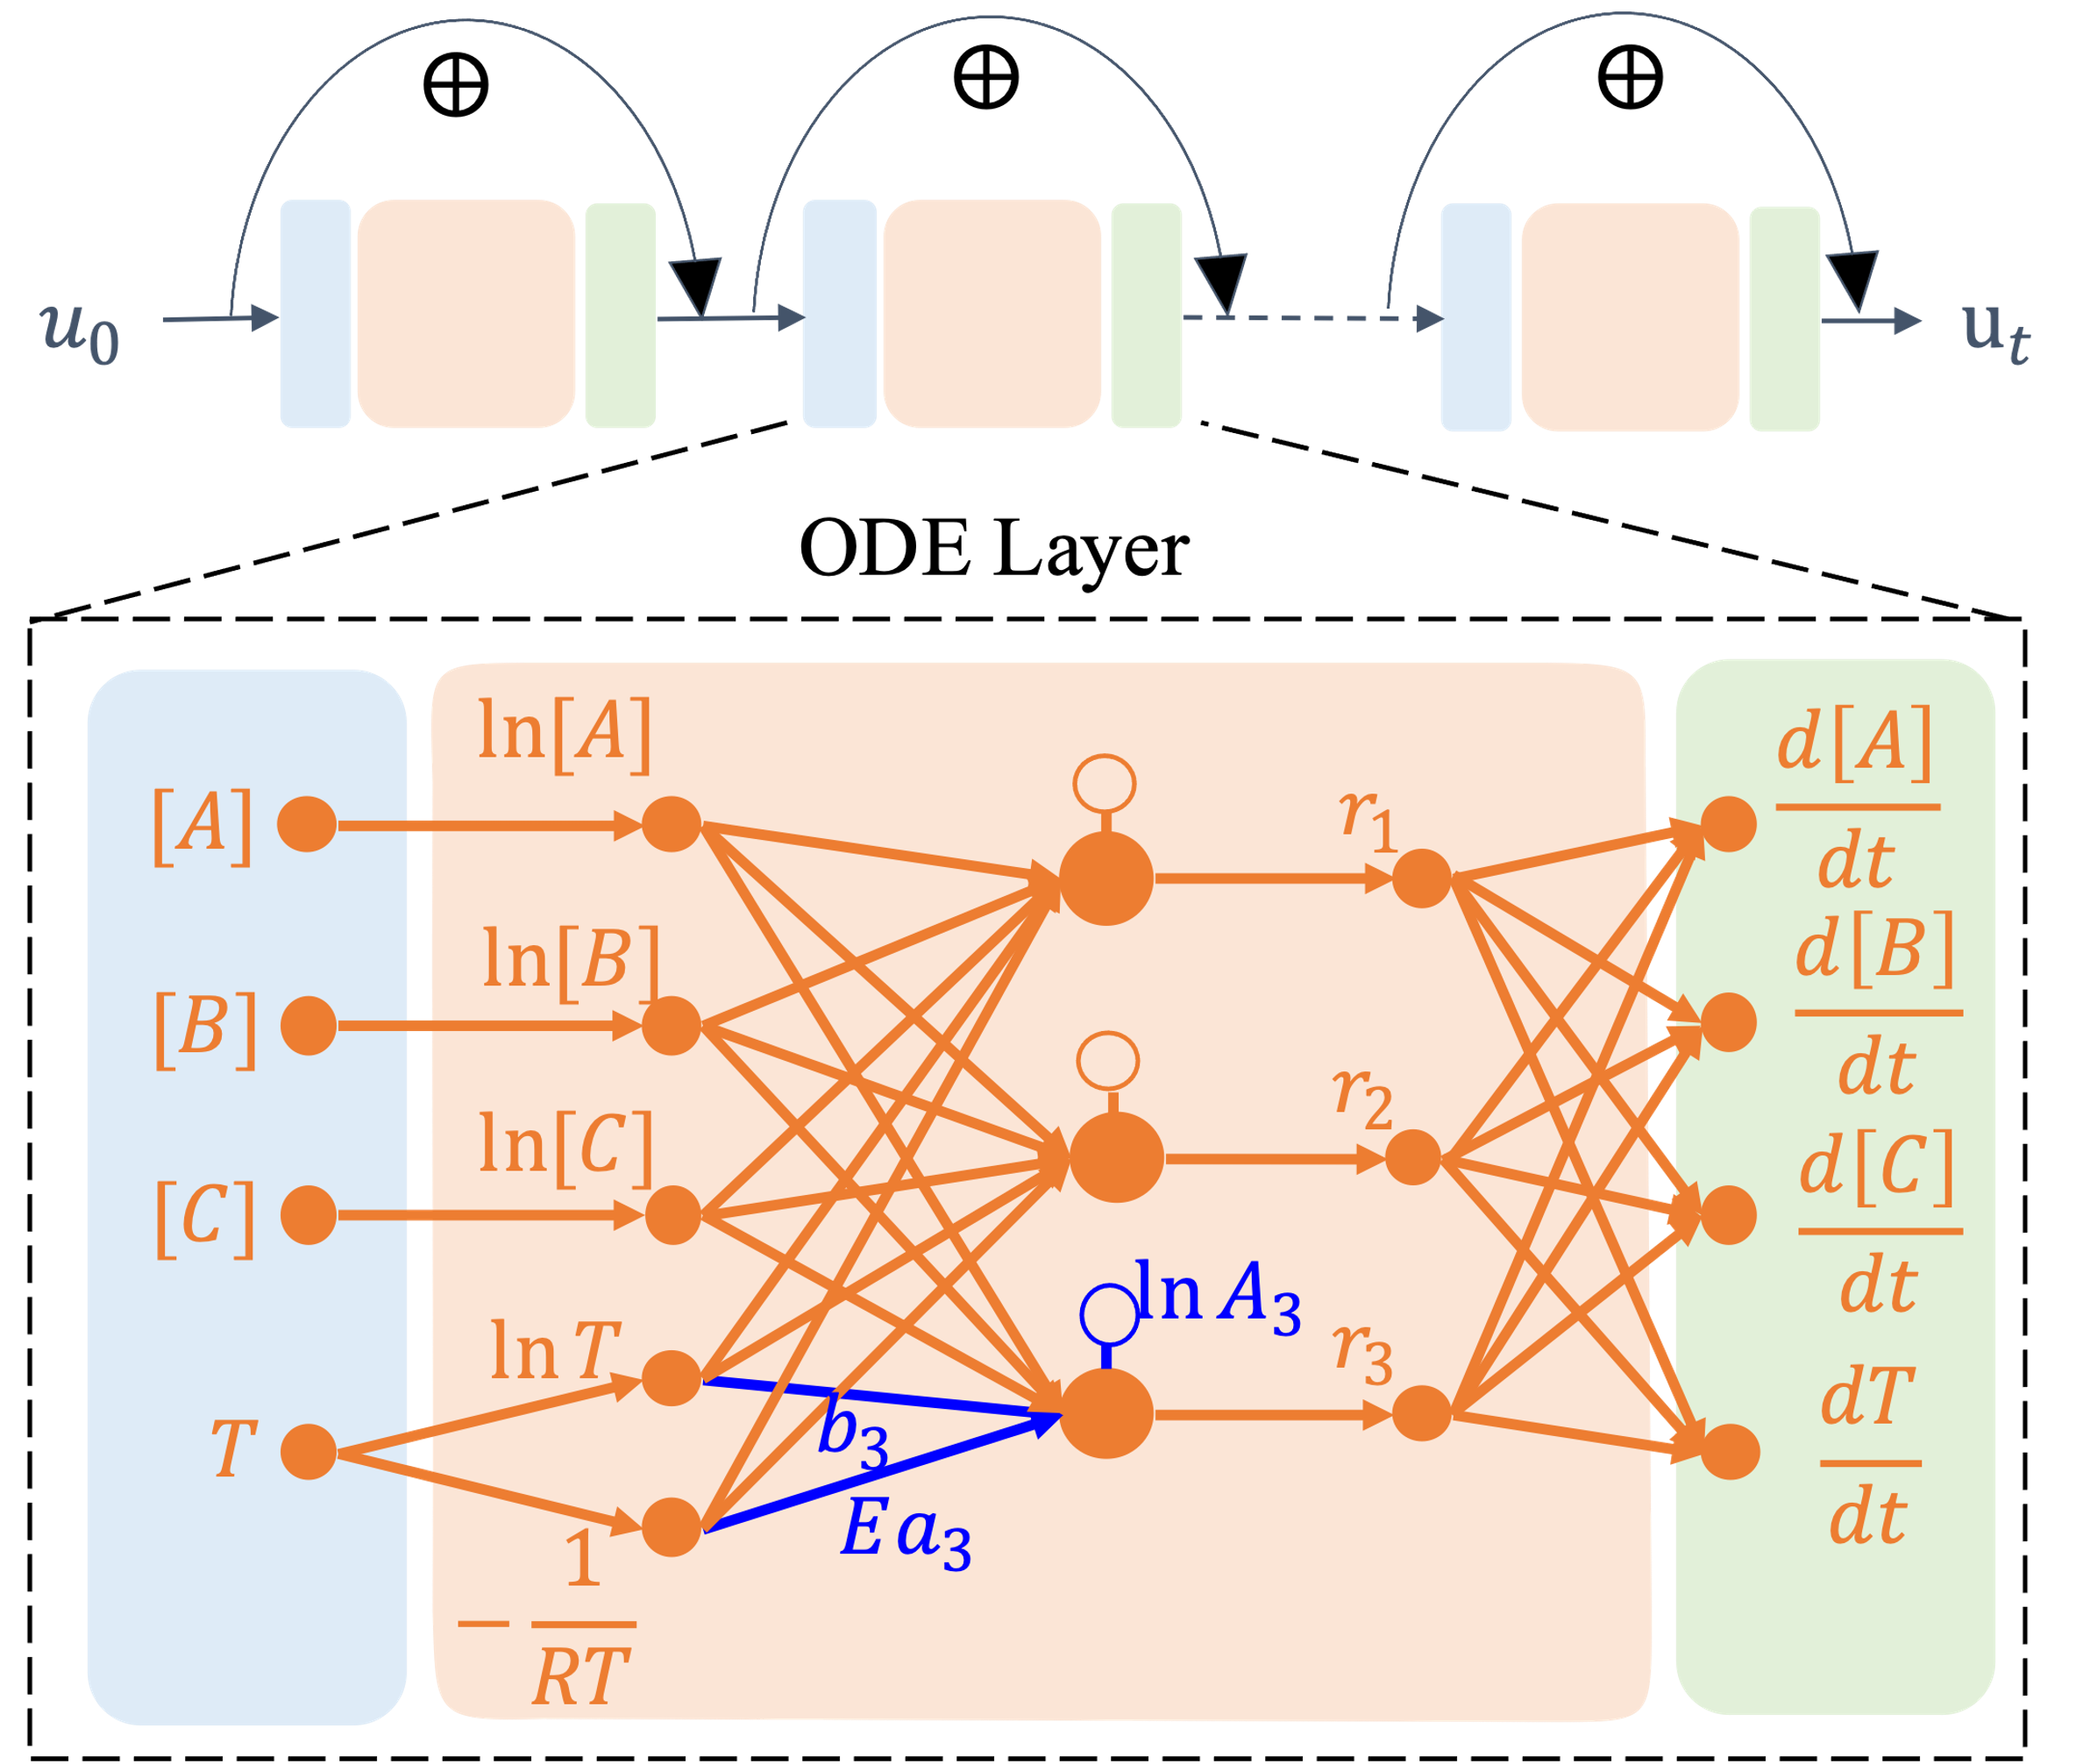 u₀ uₜ
ODE Layer
[A]
[B]
[C]
T
ln[A]
ln[B]
ln[C]
ln T
− 1/RT
b₃
Ea₃
ln A₃
r₁
r₂
r₃
d[A]/dt
d[B]/dt
d[C]/dt
dT/dt